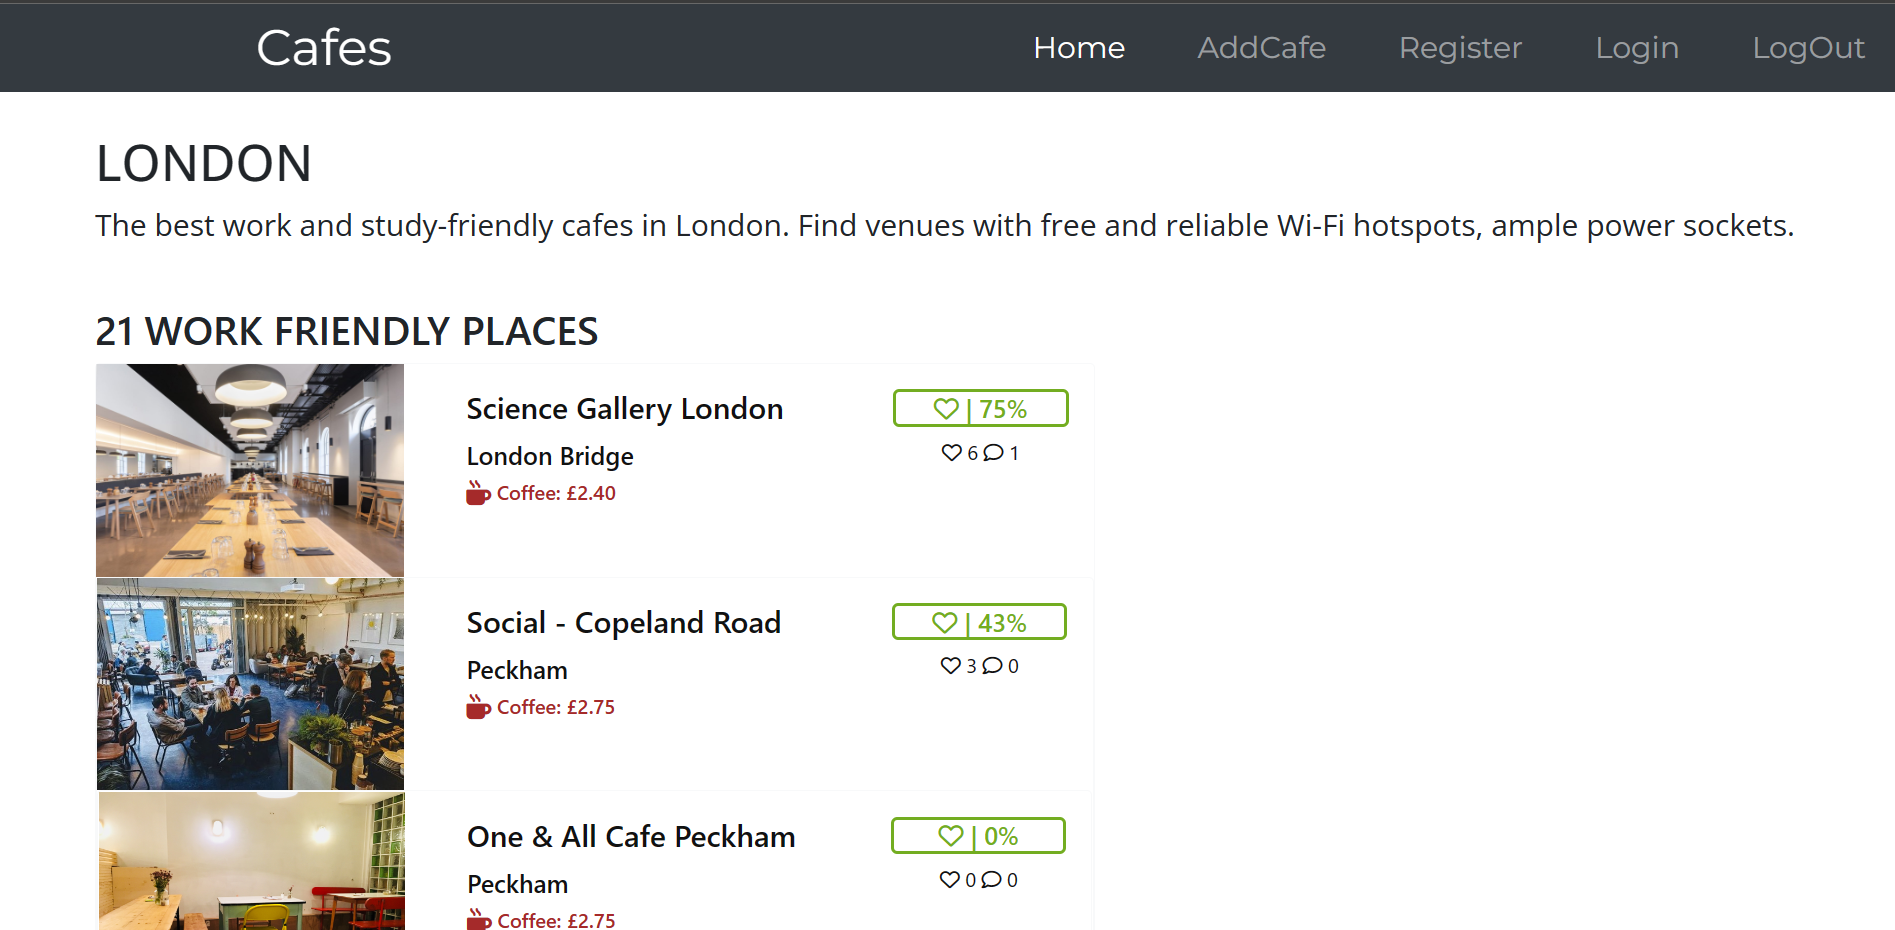 Cafes Home AddCafe Register Login LogOut
LONDON
The best work and study-friendly cafes in London. Find venues with free and reliable Wi-Fi hotspots, ample power sockets.
21 WORK FRIENDLY PLACES
Science Gallery London
| 75%
London Bridge
6 1
Coffee: £2.40
Social - Copeland Road
| 43%
Peckham
3 0
Coffee: £2.75
One & All Cafe Peckham
| 0%
Peckham
0 0
Coffee: £2.75